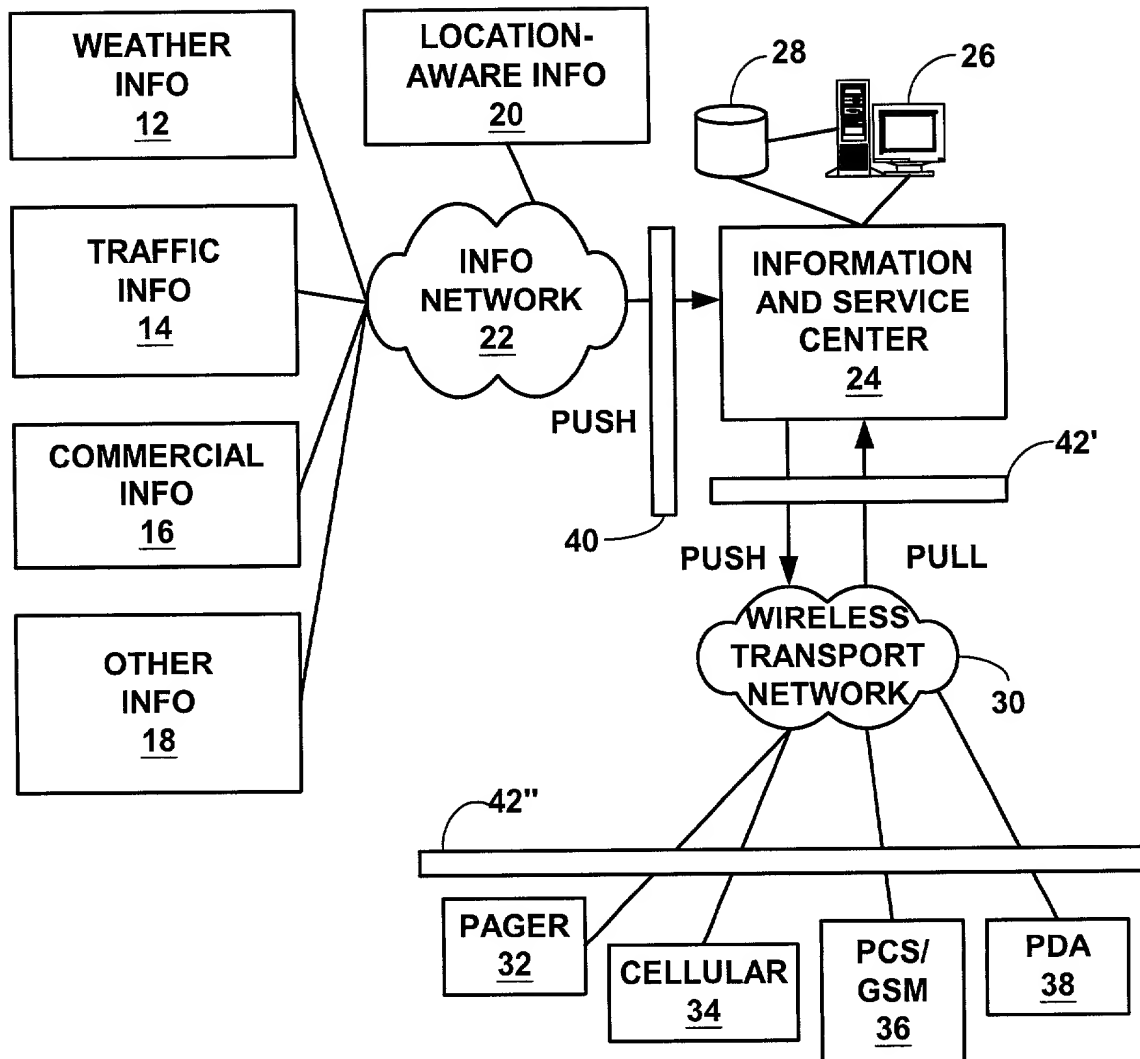 WEATHER
INFO
12
LOCATION-
AWARE INFO
20
28
26
TRAFFIC
INFO
14
INFO
NETWORK
22
INFORMATION
AND SERVICE
CENTER
24
PUSH
40
42'
COMMERCIAL
INFO
16
PUSH
PULL
OTHER
INFO
18
WIRELESS
TRANSPORT
NETWORK
30
42"
PAGER
32
CELLULAR
34
PCS/
GSM
36
PDA
38